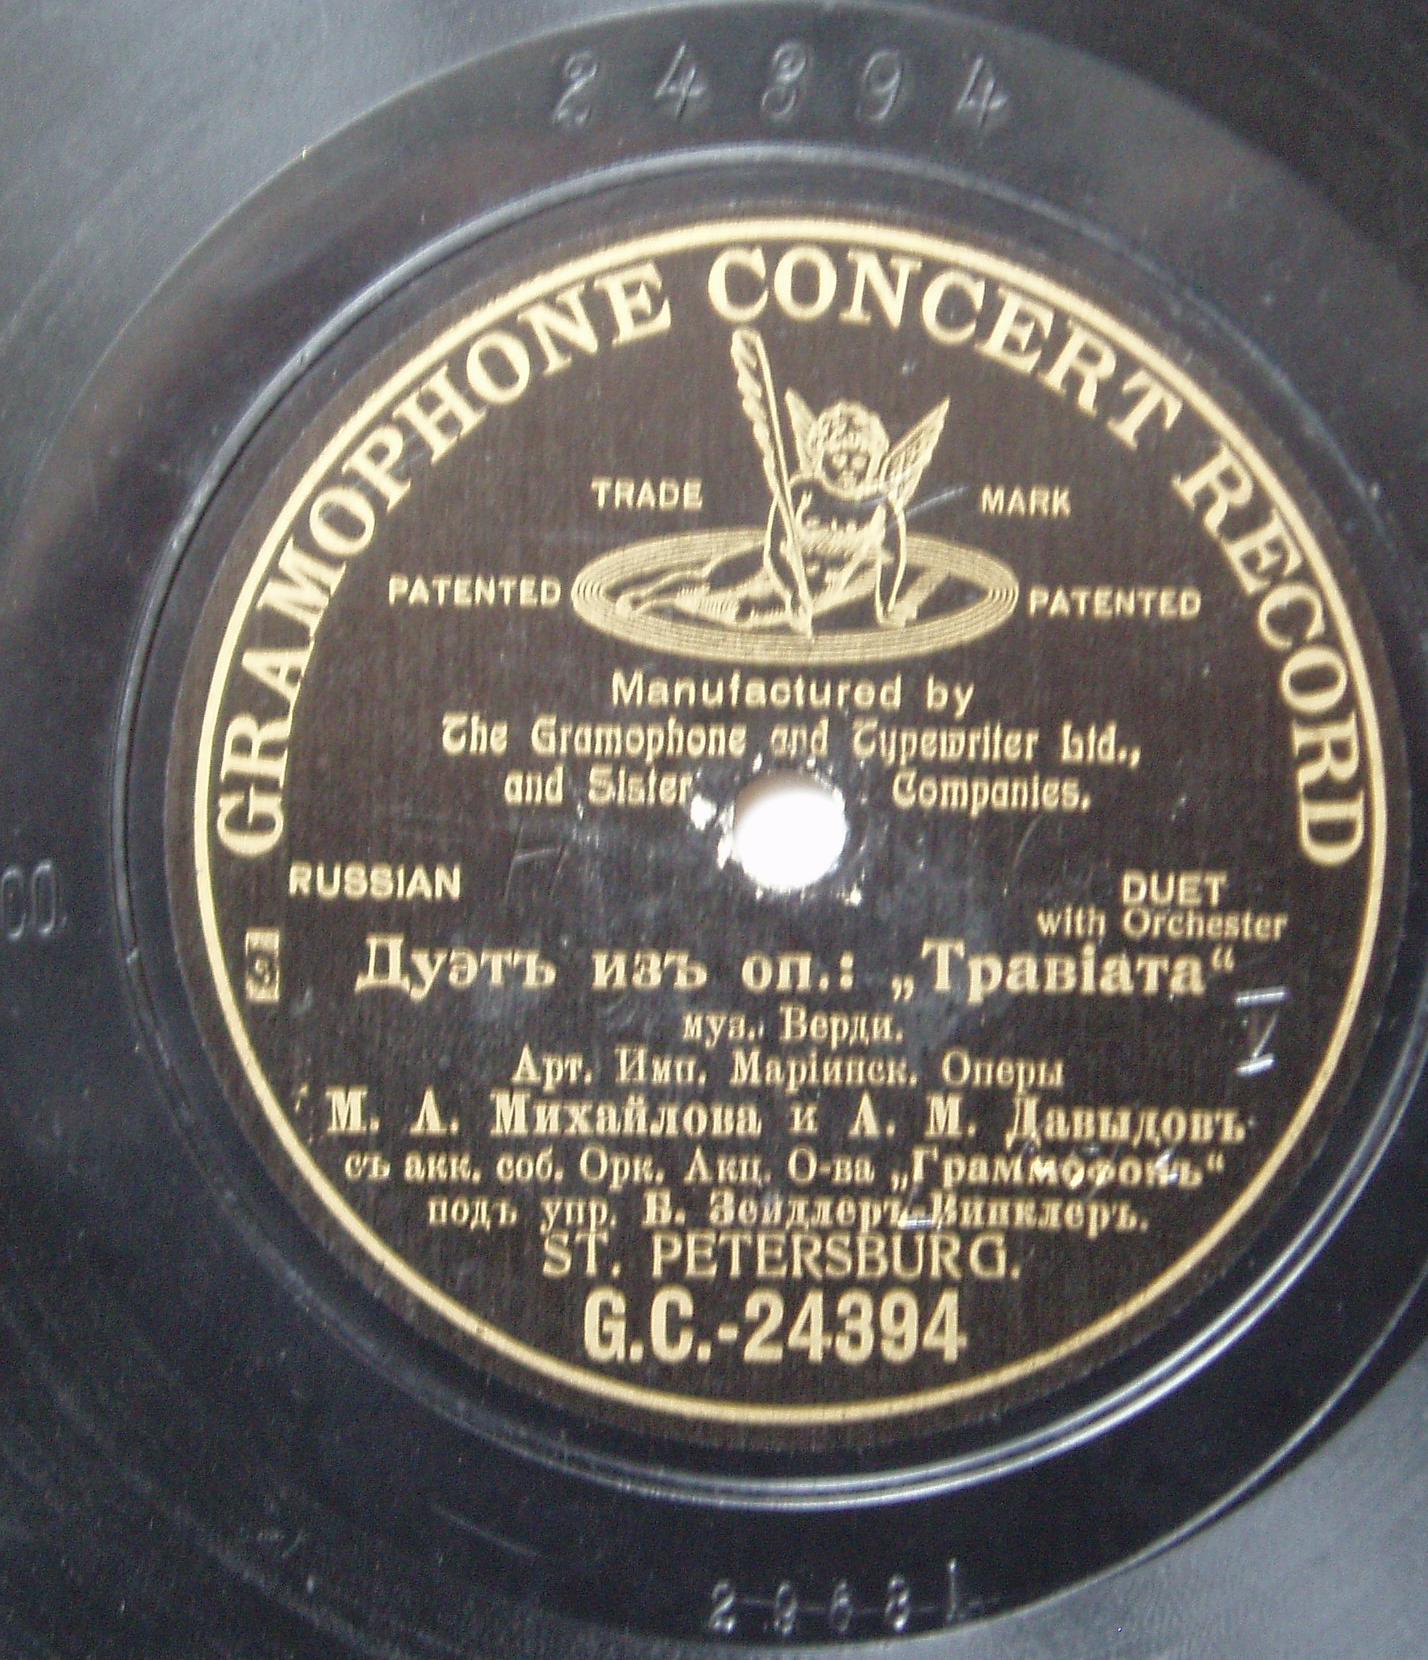 24394
GRAMOPHONE CONCERT RECORD
TRADE MARK
PATENTED PATENTED
Manufactured by
The Gramophone and Typewriter Ltd.,
and Sister Companies.
RUSSIAN
DUET
with Orchester
Дуэтъ изъ оп.: „Травіата“
муз. Верди.
Арт. Имп. Маріинск. Оперы
М. А. Михайлова и А. М. Давыдовъ
съ акк. соб. Орк. Акц. О-ва „Граммофонъ“
подъ упр. Б. Зейдлеръ-Винклеръ.
ST. PETERSBURG.
G.C.-24394